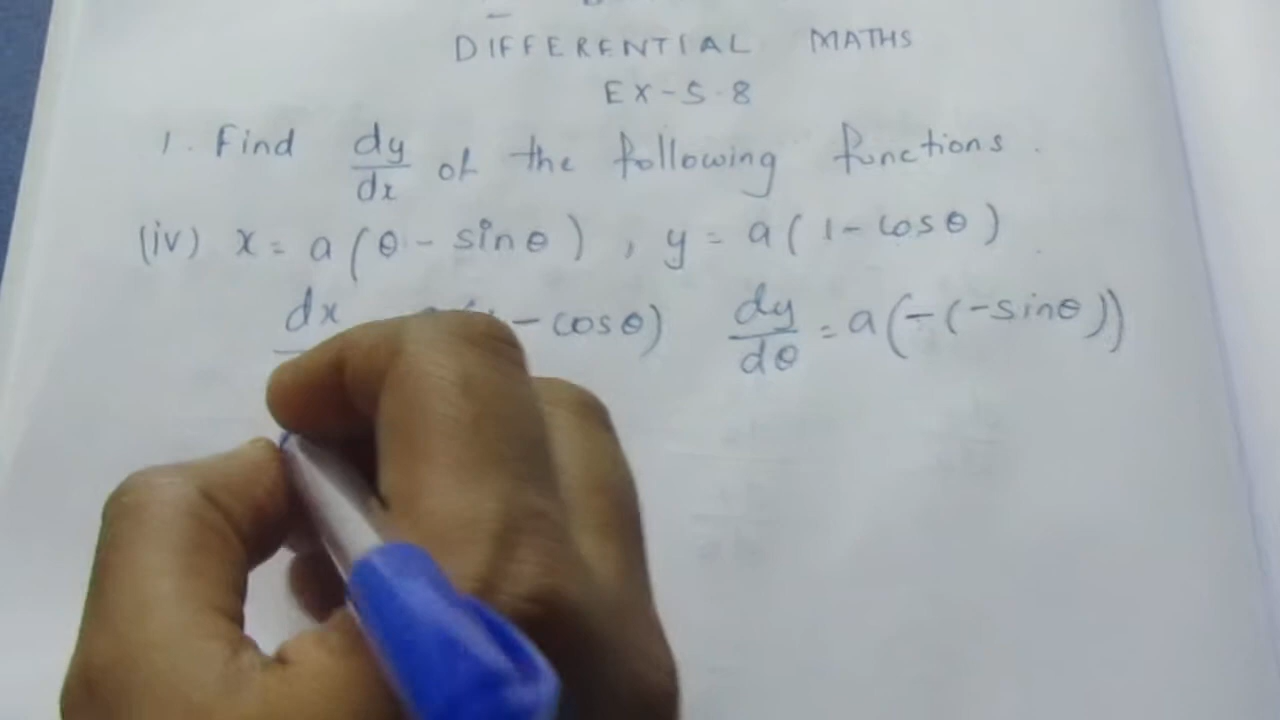 DIFFERENTIAL MATHS
EX-5.8
1. Find dy/dx of the following functions.
(iv) x = a(θ - sinθ), y = a(1 - cosθ)
dx - cosθ) dy/dθ = a(-(-sinθ))